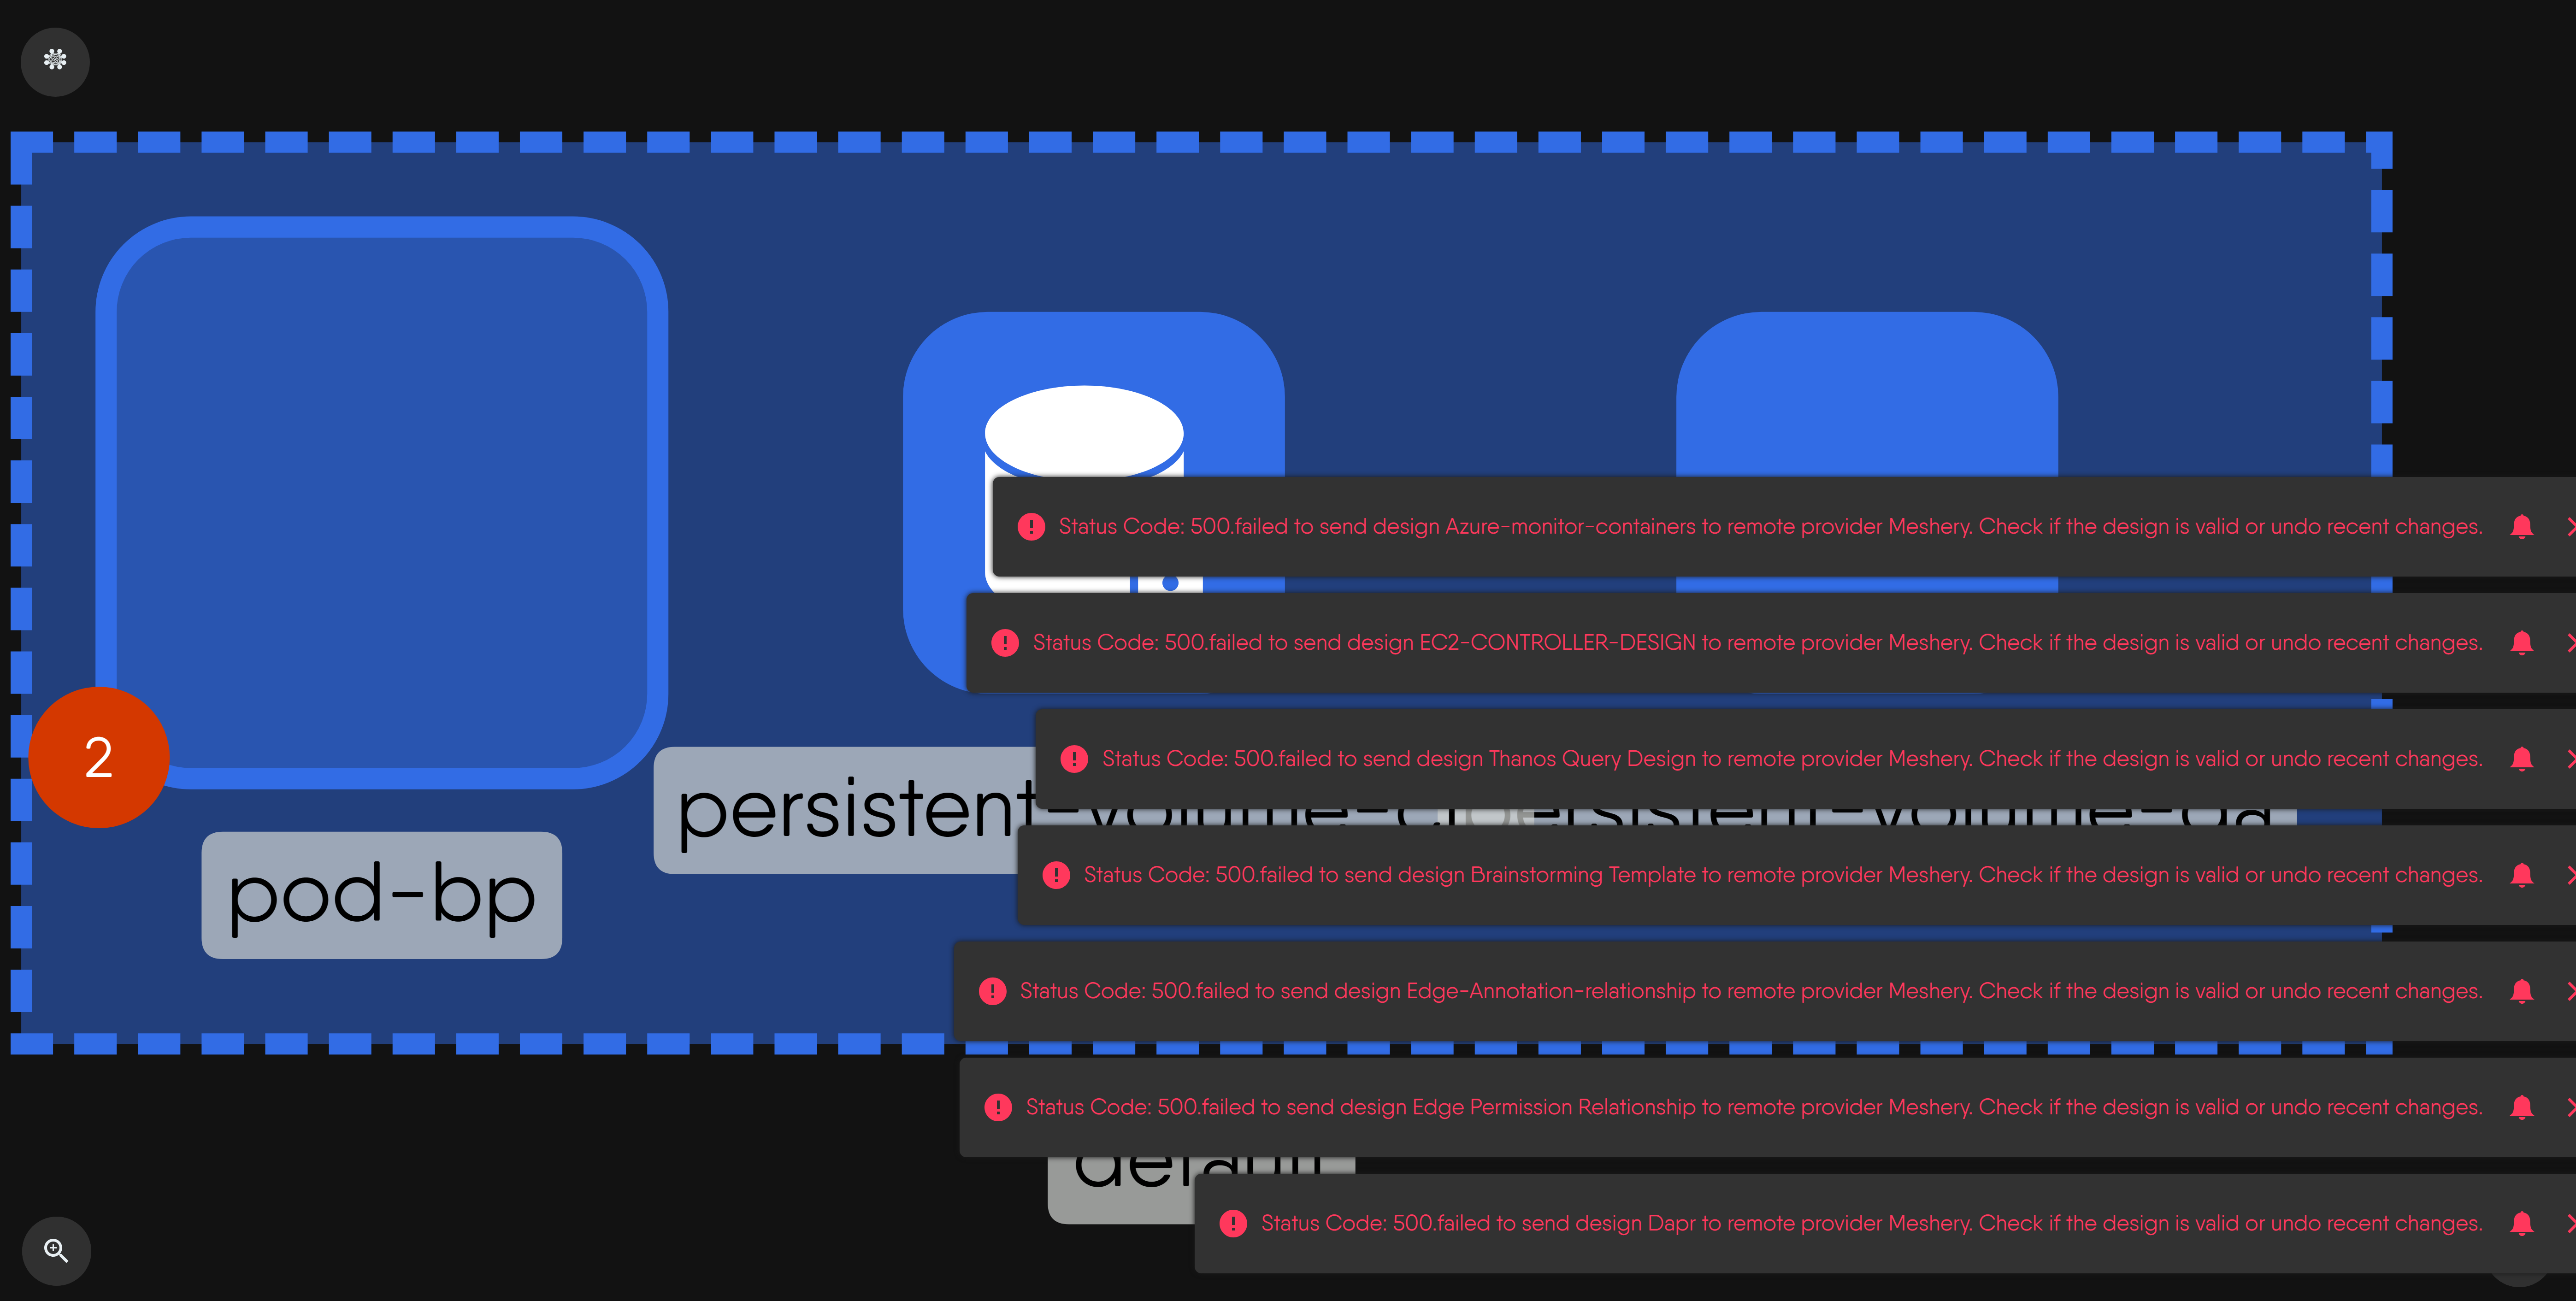 Status Code: 500.failed to send design Azure-monitor-containers to remote provider Meshery. Check if the design is valid or undo recent changes.
Status Code: 500.failed to send design EC2-CONTROLLER-DESIGN to remote provider Meshery. Check if the design is valid or undo recent changes.
2
Status Code: 500.failed to send design Thanos Query Design to remote provider Meshery. Check if the design is valid or undo recent changes.
persistent-volume-c persistent-volume-
pod-bp
Status Code: 500.failed to send design Brainstorming Template to remote provider Meshery. Check if the design is valid or undo recent changes.
Status Code: 500.failed to send design Edge-Annotation-relationship to remote provider Meshery. Check if the design is valid or undo recent changes.
Status Code: 500.failed to send design Edge Permission Relationship to remote provider Meshery. Check if the design is valid or undo recent changes.
default
Status Code: 500.failed to send design Dapr to remote provider Meshery. Check if the design is valid or undo recent changes.